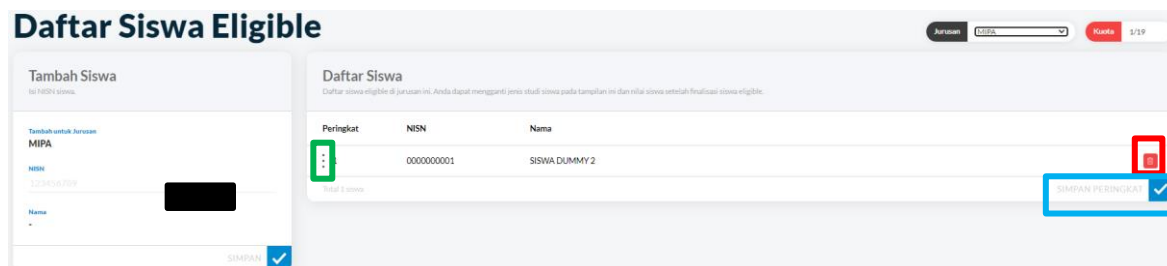 Daftar Siswa Eligible
Jurusan MIPA Kuota 1/19
Tambah Siswa
Isi NISN siswa.
Tambah untuk Jurusan
MIPA
NISN
123456789
Nama
-
SIMPAN
Daftar Siswa
Daftar siswa eligible di jurusan ini. Anda dapat mengganti jenis studi siswa pada tampilan ini dan nilai siswa setelah finalisasi siswa eligible.
Peringkat NISN Nama
1 0000000001 SISWA DUMMY 2
Total 1 siswa.
SIMPAN PERINGKAT